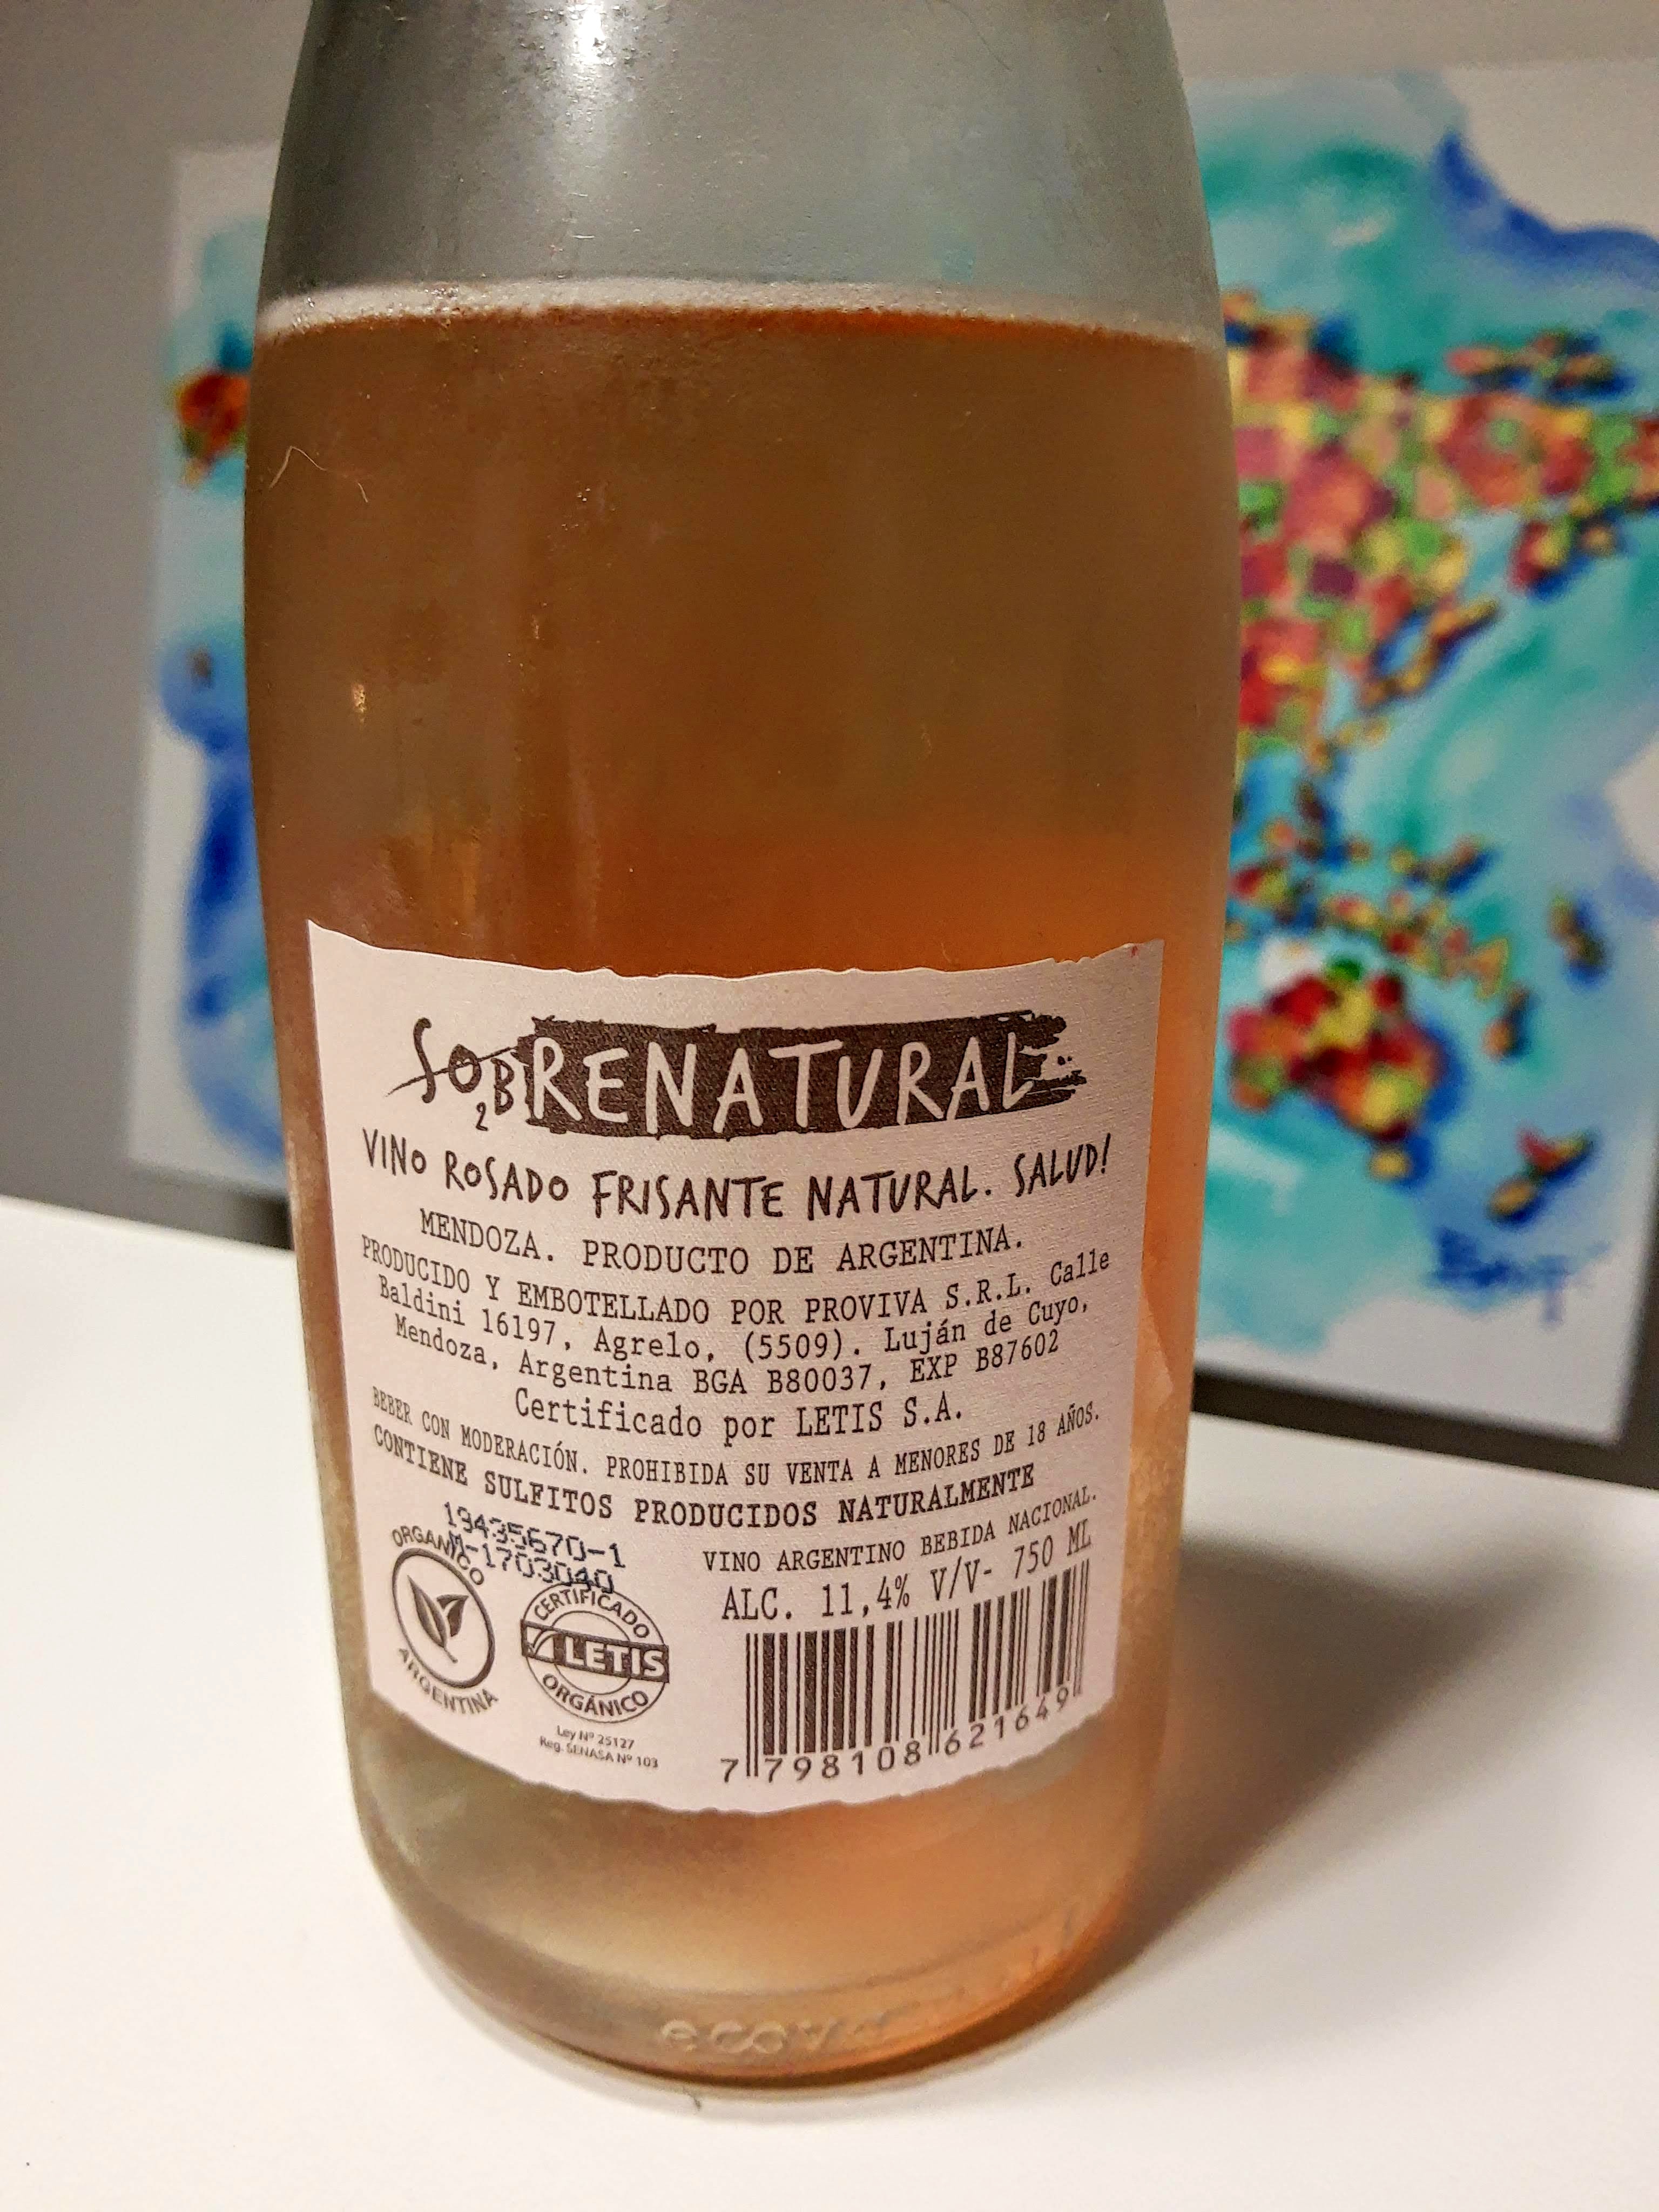 SO2BRENATURAL
VINO ROSADO FRISANTE NATURAL. SALUD!
MENDOZA. PRODUCTO DE ARGENTINA.
PRODUCIDO Y EMBOTELLADO POR PROVIVA S.R.L. Calle
Baldini 16197, Agrelo, (5509). Luján de Cuyo,
Mendoza, Argentina BGA B80037, EXP B87602
Certificado por LETIS S.A.
BEBER CON MODERACIÓN. PROHIBIDA SU VENTA A MENORES DE 18 AÑOS.
CONTIENE SULFITOS PRODUCIDOS NATURALMENTE
19435670-1
M-1703040
ORGANICO
ARGENTINA
CERTIFICADO
LETIS
ORGÁNICO
Ley Nº 25127
Reg. SENASA Nº 103
VINO ARGENTINO BEBIDA NACIONAL.
ALC. 11,4% V/V- 750 ML
7 798108 621649